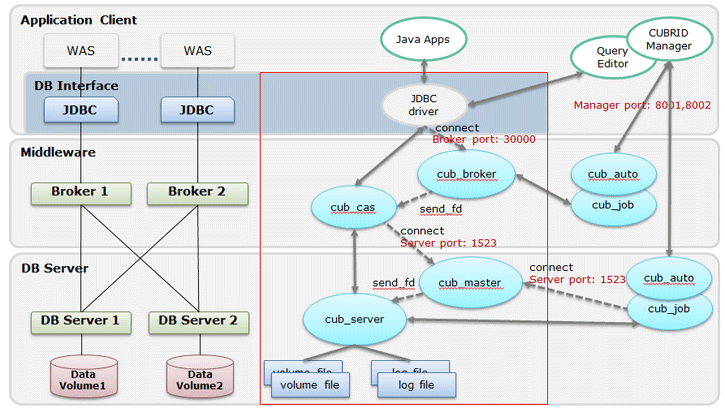 Application Client
WAS
WAS
Java Apps
Query
Editor
CUBRID
Manager
DB Interface
JDBC
JDBC
JDBC
driver
Manager port: 8001,8002
connect
Broker port: 30000
Middleware
Broker 1
Broker 2
cub_broker
cub_auto
cub_job
cub_cas
send_fd
connect
Server port: 1523
DB Server
send_fd
cub_master
connect
Server port: 1523
cub_auto
cub_job
DB Server 1
DB Server 2
cub_server
Data
Volume1
Data
Volume2
volume file
volume file
log file
log file